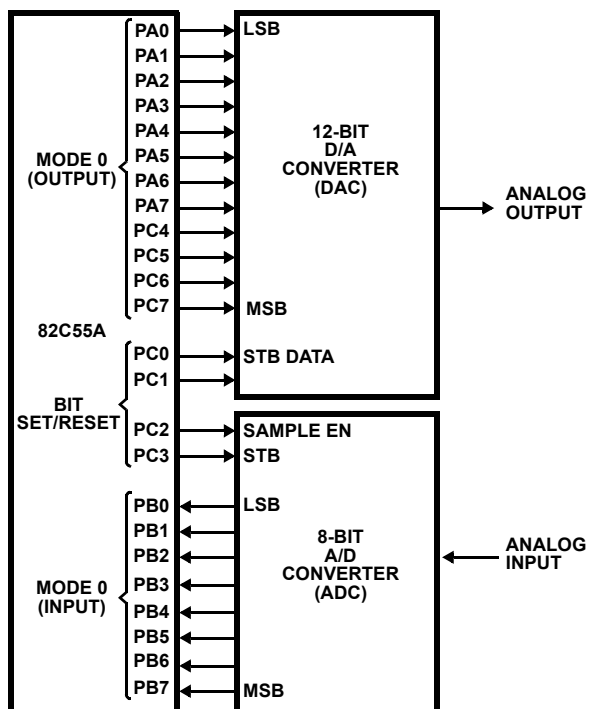 PA0 LSB
PA1
PA2
PA3
PA4
PA5
PA6
PA7
PC4
PC5
PC6
PC7 MSB
MODE 0
(OUTPUT)
12-BIT
D/A
CONVERTER
(DAC)
ANALOG
OUTPUT
82C55A
PC0 STB DATA
PC1
BIT
SET/RESET
PC2 SAMPLE EN
PC3 STB
PB0 LSB
PB1
PB2
PB3
PB4
PB5
PB6
PB7 MSB
MODE 0
(INPUT)
8-BIT
A/D
CONVERTER
(ADC)
ANALOG
INPUT